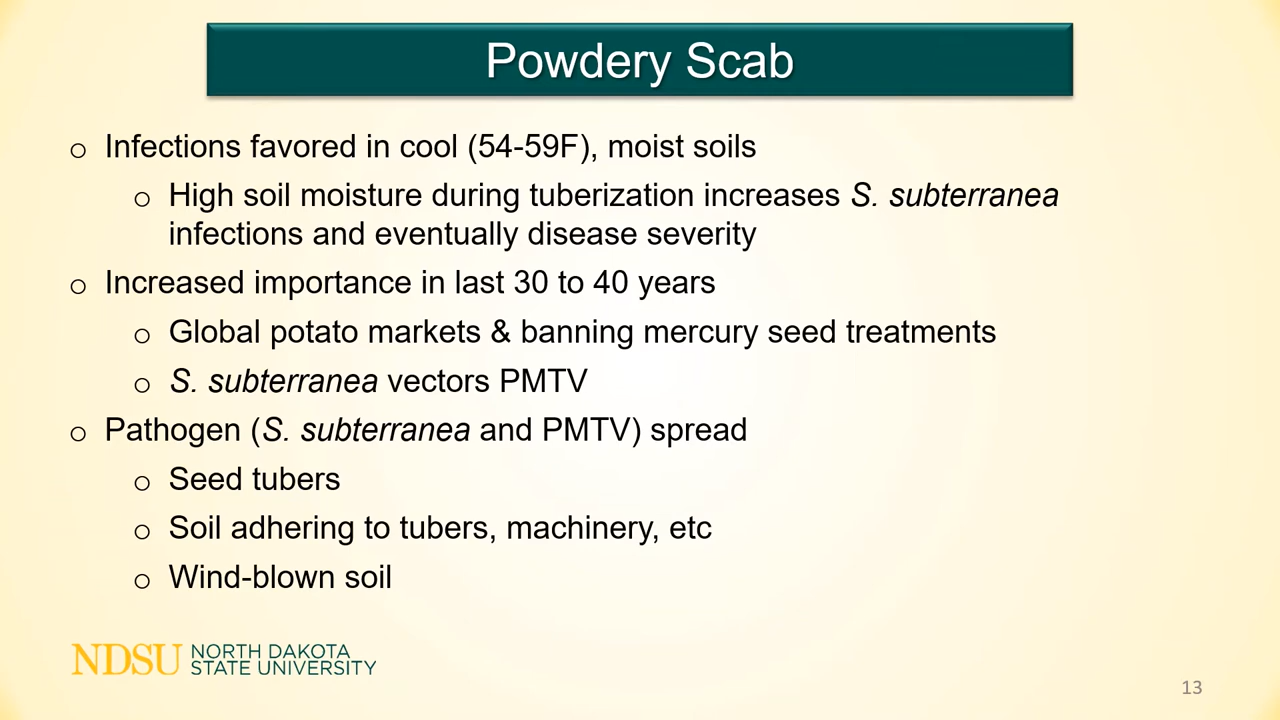 Powdery Scab
o Infections favored in cool (54-59F), moist soils
o High soil moisture during tuberization increases S. subterranea
infections and eventually disease severity
o Increased importance in last 30 to 40 years
o Global potato markets & banning mercury seed treatments
o S. subterranea vectors PMTV
o Pathogen (S. subterranea and PMTV) spread
o Seed tubers
o Soil adhering to tubers, machinery, etc
o Wind-blown soil
NDSU NORTH DAKOTA
STATE UNIVERSITY
13